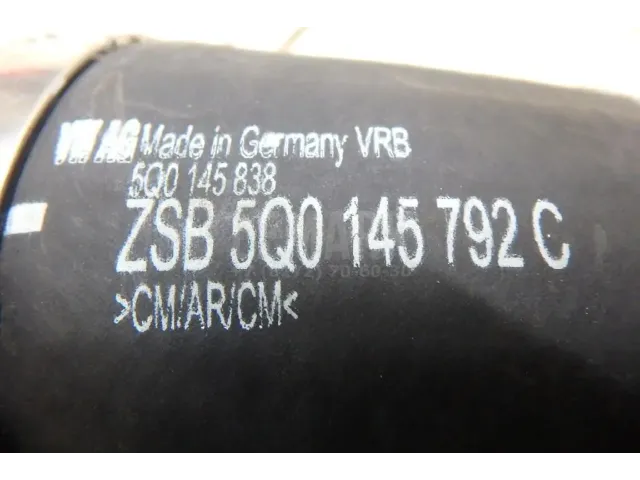 VW AG Made in Germany VRB
5Q0 145 838
ZSB 5Q0 145 792 C
>CM/AR/CM<